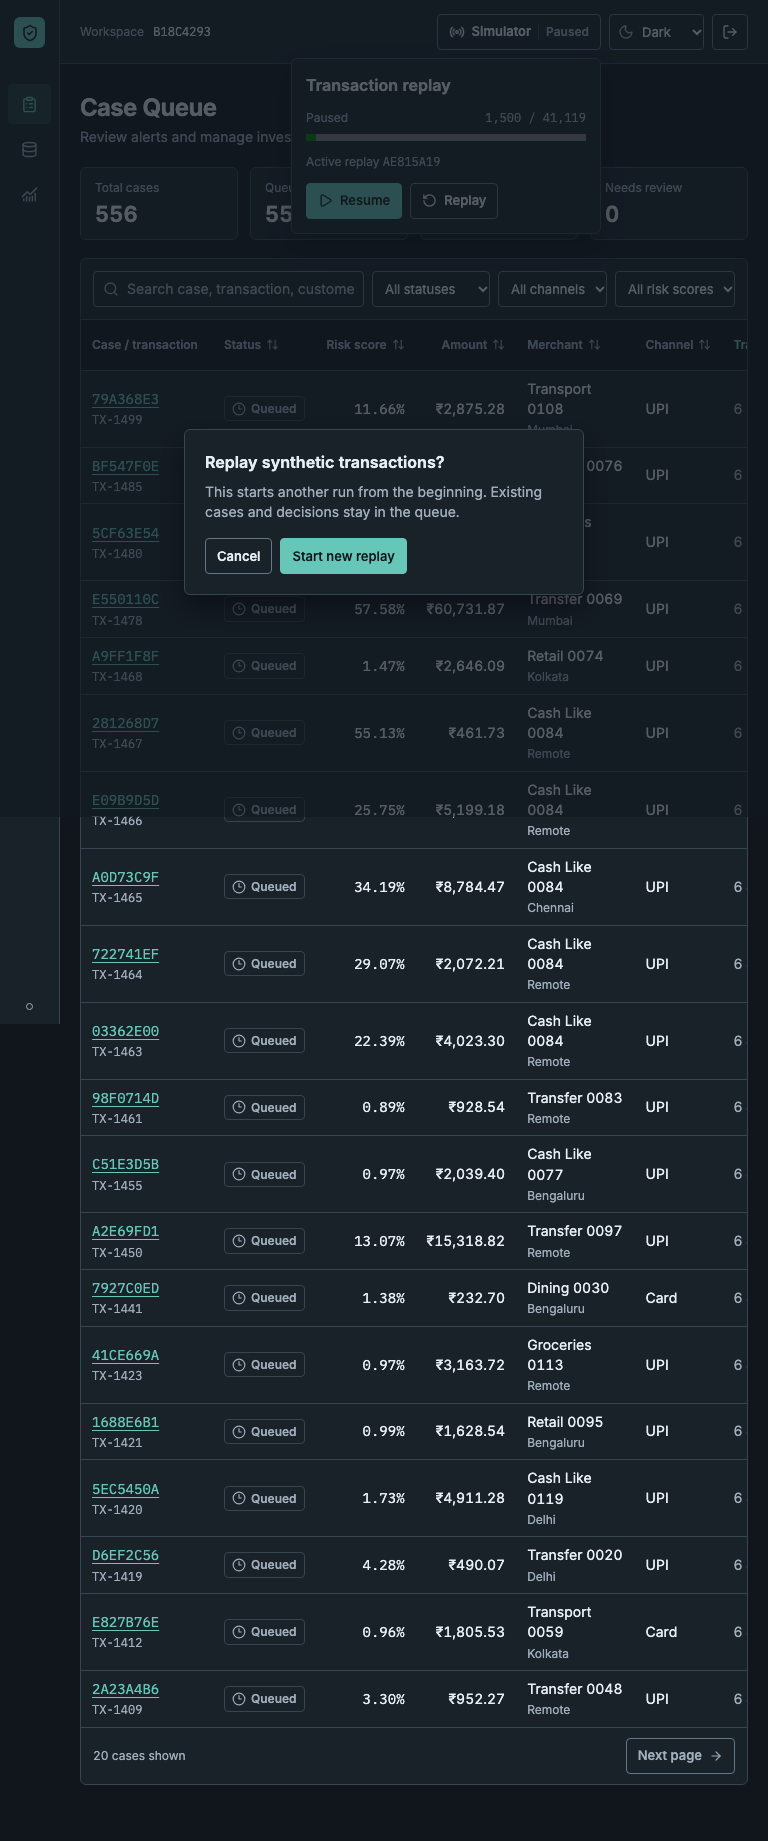 Workspace B18C4293
Simulator Paused
Dark
Transaction replay
Paused 1,500 / 41,119
Active replay AE815A19
Resume Replay
Case Queue
Review alerts and manage inves
Total cases
556
Queu
55
Needs review
0
Search case, transaction, custome
All statuses
All channels
All risk scores
Case / transaction Status Risk score Amount Merchant Channel Tra
79A368E3
TX-1499
Queued 11.66% ₹2,875.28
Transport
0108
Mumbai
UPI 6
BF547F0E
TX-1485
0076
UPI 6
5CF63E54
TX-1480
s
UPI 6
Replay synthetic transactions?
This starts another run from the beginning. Existing
cases and decisions stay in the queue.
Cancel Start new replay
E550110C
TX-1478
Queued 57.58% ₹60,731.87
Transfer 0069
Mumbai
UPI 6
A9FF1F8F
TX-1468
Queued 1.47% ₹2,646.09
Retail 0074
Kolkata
UPI 6
281268D7
TX-1467
Queued 55.13% ₹461.73
Cash Like
0084
Remote
UPI 6
E09B9D5D
TX-1466
Queued 25.75% ₹5,199.18
Cash Like
0084
Remote
UPI 6
A0D73C9F
TX-1465
Queued 34.19% ₹8,784.47
Cash Like
0084
Chennai
UPI 6
722741EF
TX-1464
Queued 29.07% ₹2,072.21
Cash Like
0084
Remote
UPI 6
03362E00
TX-1463
Queued 22.39% ₹4,023.30
Cash Like
0084
Remote
UPI 6
98F0714D
TX-1461
Queued 0.89% ₹928.54
Transfer 0083
Remote
UPI 6
C51E3D5B
TX-1455
Queued 0.97% ₹2,039.40
Cash Like
0077
Bengaluru
UPI 6
A2E69FD1
TX-1450
Queued 13.07% ₹15,318.82
Transfer 0097
Remote
UPI 6
7927C0ED
TX-1441
Queued 1.38% ₹232.70
Dining 0030
Bengaluru
Card 6
41CE669A
TX-1423
Queued 0.97% ₹3,163.72
Groceries
0113
Remote
UPI 6
1688E6B1
TX-1421
Queued 0.99% ₹1,628.54
Retail 0095
Bengaluru
UPI 6
5EC5450A
TX-1420
Queued 1.73% ₹4,911.28
Cash Like
0119
Delhi
UPI 6
D6EF2C56
TX-1419
Queued 4.28% ₹490.07
Transfer 0020
Delhi
UPI 6
E827B76E
TX-1412
Queued 0.96% ₹1,805.53
Transport
0059
Kolkata
Card 6
2A23A4B6
TX-1409
Queued 3.30% ₹952.27
Transfer 0048
Remote
UPI 6
20 cases shown
Next page